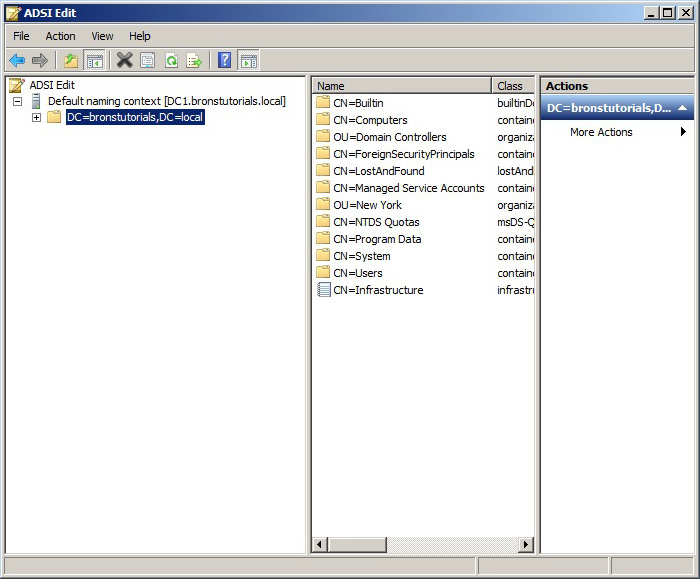 ADSI Edit
File Action View Help
ADSI Edit
Default naming context [DC1.bronstutorials.local]
DC=bronstutorials,DC=local
Name Class
CN=Builtin builtinDo
CN=Computers containe
OU=Domain Controllers organiza
CN=ForeignSecurityPrincipals containe
CN=LostAndFound lostAndF
CN=Managed Service Accounts containe
OU=New York organiza
CN=NTDS Quotas msDS-Q
CN=Program Data containe
CN=System containe
CN=Users containe
CN=Infrastructure infrastru
Actions
DC=bronstutorials,D...
More Actions